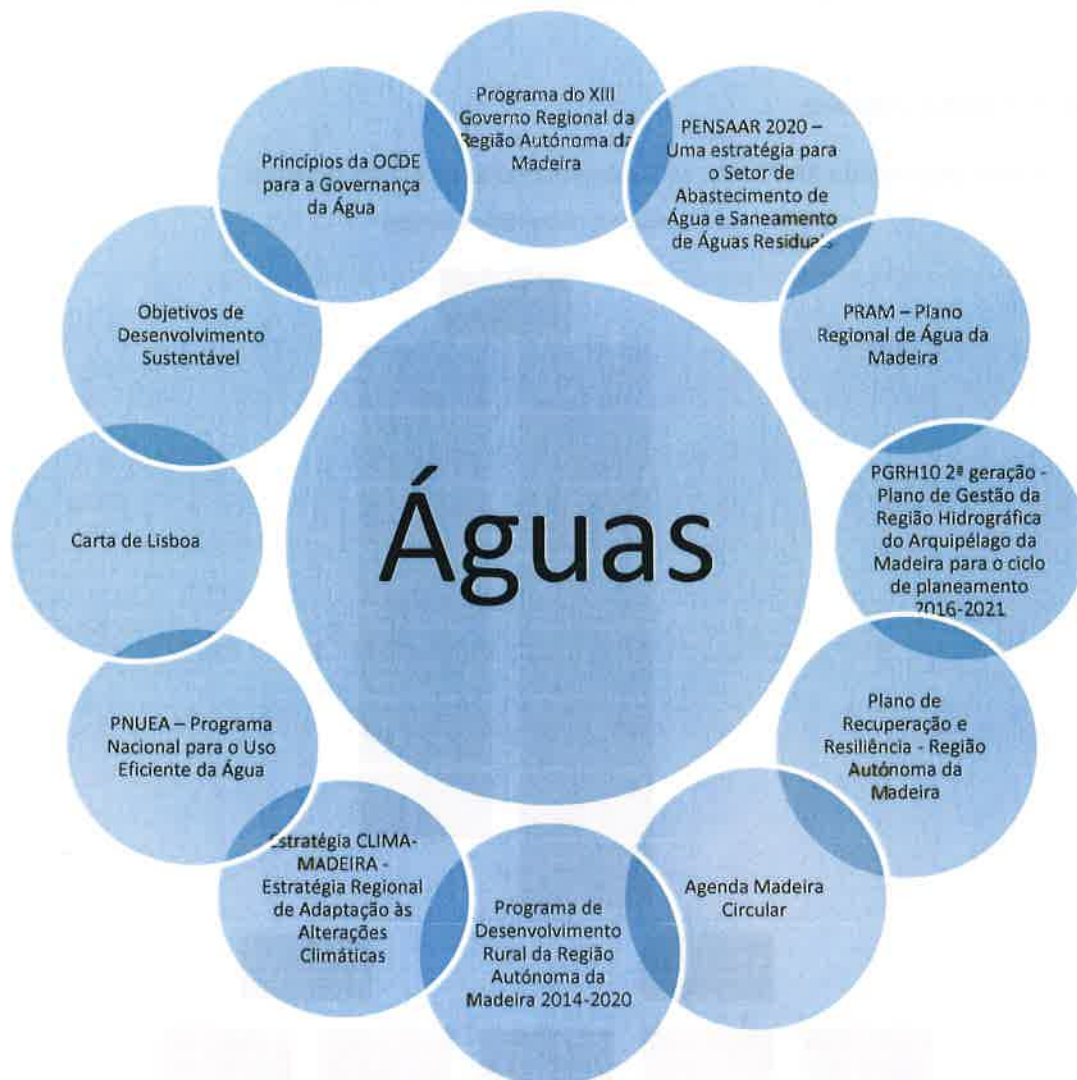 Programa do XIII
Governo Regional da
Região Autónoma da
Madeira
PENSAAR 2020 –
Uma estratégia para
o Setor de
Abastecimento de
Água e Saneamento
de Águas Residuais
PRAM – Plano
Regional de Água da
Madeira
PGRH10 2ª geração -
Plano de Gestão da
Região Hidrográfica
do Arquipélago da
Madeira para o ciclo
de planeamento
2016-2021
Plano de
Recuperação e
Resiliência - Região
Autónoma da
Madeira
Agenda Madeira
Circular
Programa de
Desenvolvimento
Rural da Região
Autónoma da
Madeira 2014-2020
Estratégia CLIMA-
MADEIRA -
Estratégia Regional
de Adaptação às
Alterações
Climáticas
PNUEA – Programa
Nacional para o Uso
Eficiente da Água
Carta de Lisboa
Objetivos de
Desenvolvimento
Sustentável
Princípios da OCDE
para a Governança
da Água
Águas